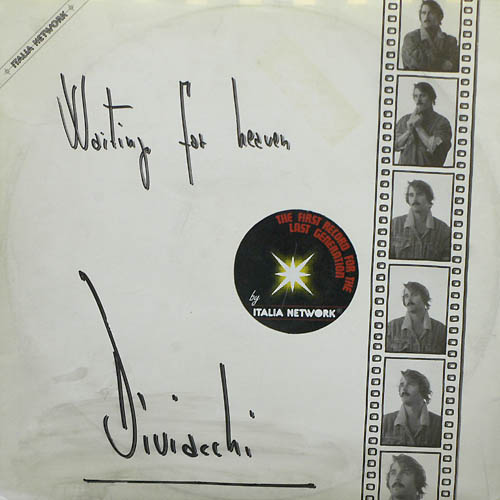 ITALIA NETWORK
Waiting for heaven
THE FIRST RECORD FOR THE
LAST GENERATION
by
ITALIA NETWORK
Dividecchi